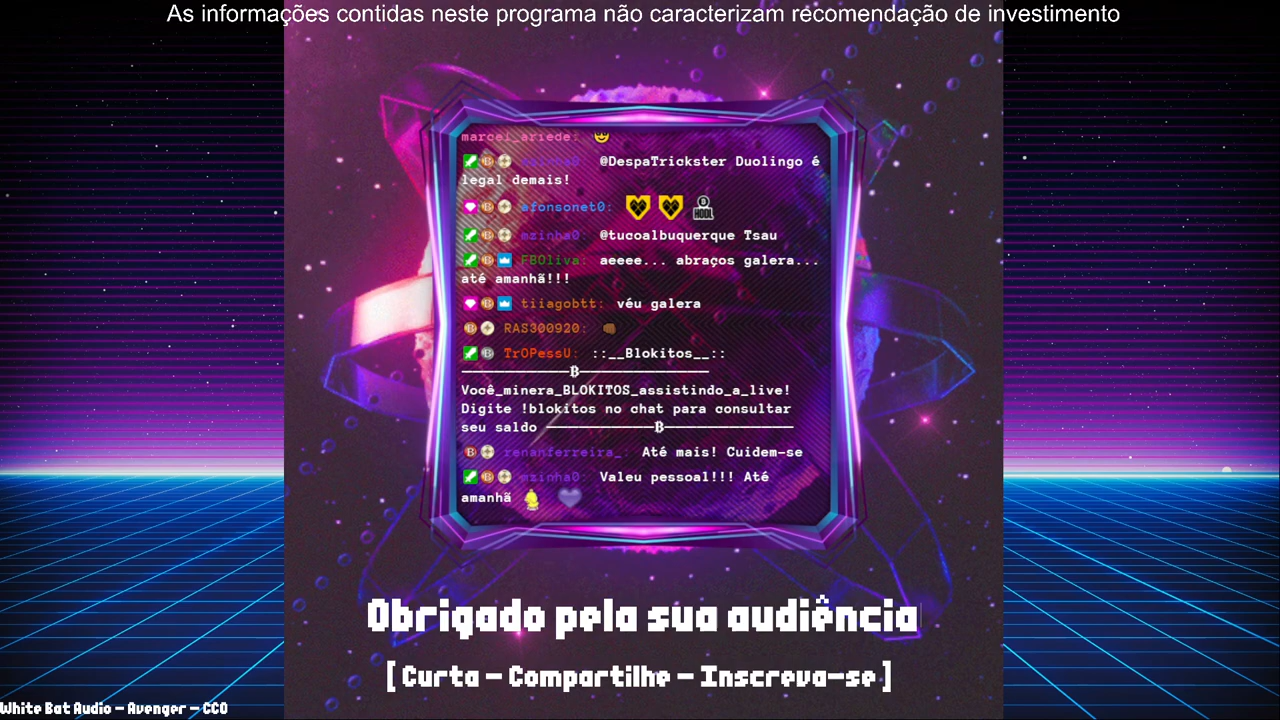 As informações contidas neste programa não caracterizam recomendação de investimento
marcel_ariede:
mzinha0: @DespaTrickster Duolingo é
legal demais!
afonsonet0: HODL
mzinha0: @tucoalbuquerque Tsau
FBOliva: aeeee... abraços galera...
até amanhã!!!
tiiagobtt: véu galera
RAS300920:
TrOPessU: ::__Blokitos__::
────────────₿──────────────
Você_minera_BLOKITOS_assistindo_a_live!
Digite !blokitos no chat para consultar
seu saldo ────────────₿──────────────
renanferreira_: Até mais! Cuidem-se
mzinha0: Valeu pessoal!!! Até
amanhã
Obrigado pela sua audiência
[ Curta - Compartilhe - Inscreva-se ]
White Bat Audio - Avenger - CC0